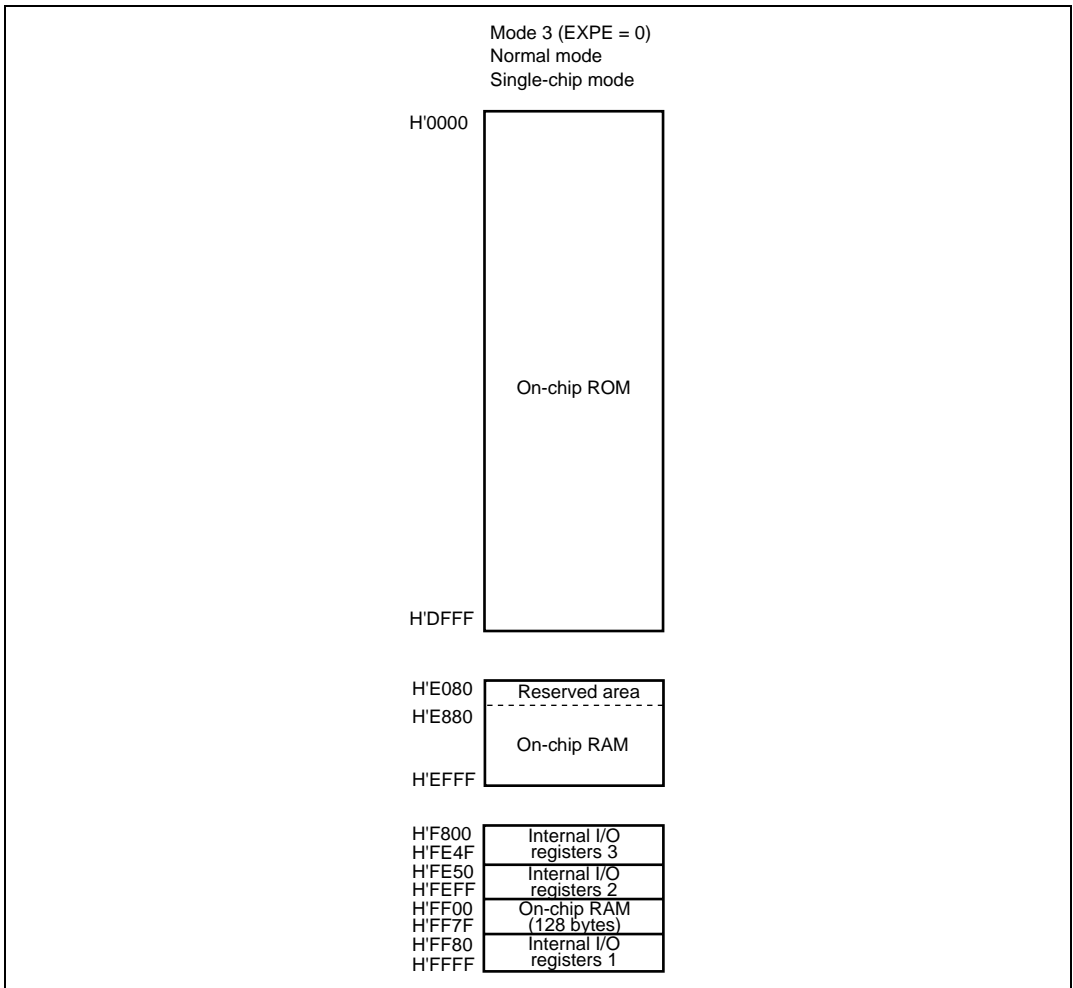 Mode 3 (EXPE = 0)
Normal mode
Single-chip mode
H'0000
On-chip ROM
H'DFFF
H'E080
Reserved area
H'E880
On-chip RAM
H'EFFF
H'F800
Internal I/O
H'FE4F
registers 3
H'FE50
Internal I/O
H'FEFF
registers 2
H'FF00
On-chip RAM
H'FF7F
(128 bytes)
H'FF80
Internal I/O
H'FFFF
registers 1